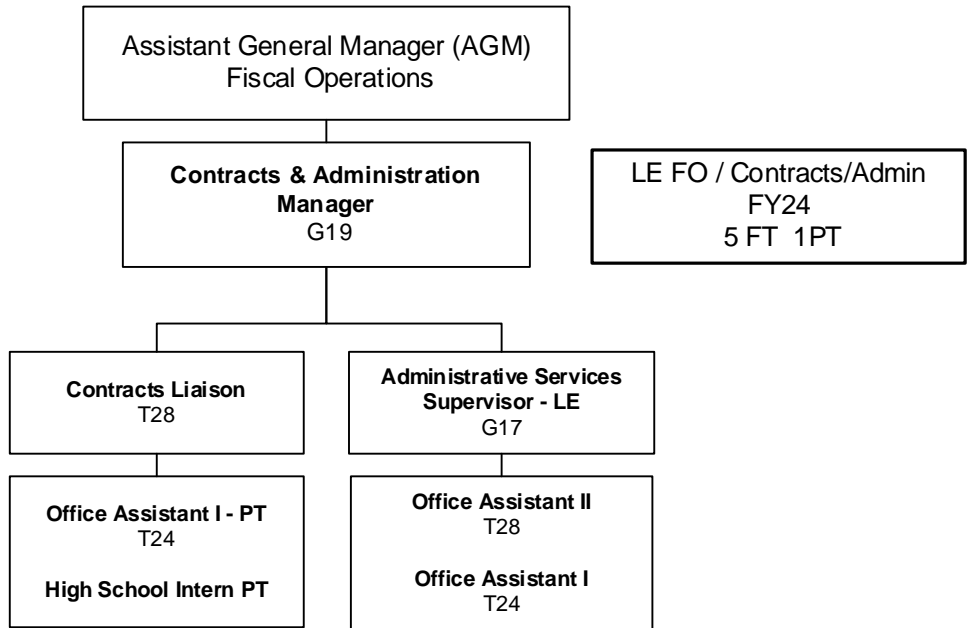 Assistant General Manager (AGM)
Fiscal Operations
Contracts & Administration
Manager
G19
LE FO / Contracts/Admin
FY24
5 FT 1PT
Contracts Liaison
T28
Administrative Services
Supervisor - LE
G17
Office Assistant I - PT
T24
High School Intern PT
Office Assistant II
T28
Office Assistant I
T24